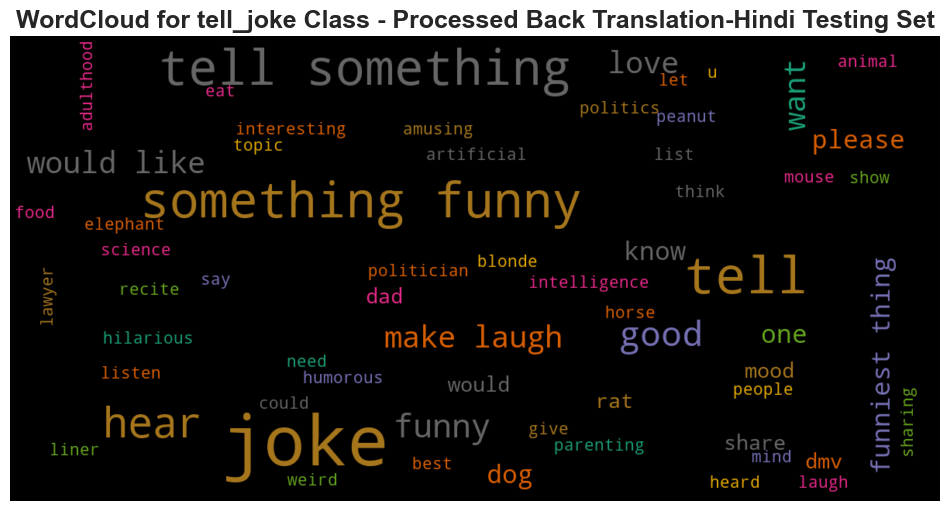 WordCloud for tell_joke Class - Processed Back Translation-Hindi Testing Set
adulthood
tell something
love
let
u
want
animal
eat
politics
peanut
interesting
amusing
topic
please
would like
artificial
list
mouse
show
something funny
think
food
elephant
science
know
say
politician
blonde
tell
funniest thing
lawyer
recite
dad
intelligence
horse
hilarious
make laugh
good
one
need
listen
humorous
would
mood
people
could
rat
sharing
hear
joke
funny
give
share
liner
parenting
mind
best
dog
dmv
weird
heard
laugh